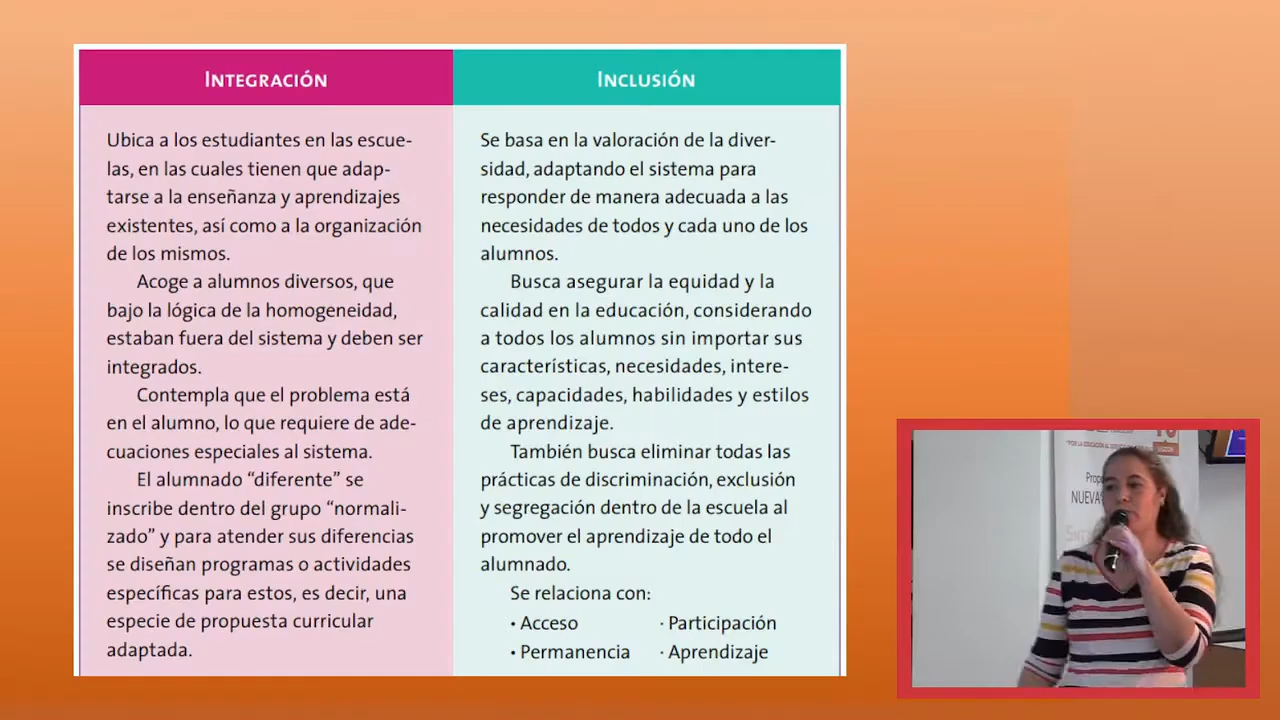 INTEGRACIÓN
Ubica a los estudiantes en las escue-
las, en las cuales tienen que adap-
tarse a la enseñanza y aprendizajes
existentes, así como a la organización
de los mismos.
Acoge a alumnos diversos, que
bajo la lógica de la homogeneidad,
estaban fuera del sistema y deben ser
integrados.
Contempla que el problema está
en el alumno, lo que requiere de ade-
cuaciones especiales al sistema.
El alumnado “diferente” se
inscribe dentro del grupo “normali-
zado” y para atender sus diferencias
se diseñan programas o actividades
específicas para estos, es decir, una
especie de propuesta curricular
adaptada.
INCLUSIÓN
Se basa en la valoración de la diver-
sidad, adaptando el sistema para
responder de manera adecuada a las
necesidades de todos y cada uno de los
alumnos.
Busca asegurar la equidad y la
calidad en la educación, considerando
a todos los alumnos sin importar sus
características, necesidades, intere-
ses, capacidades, habilidades y estilos
de aprendizaje.
También busca eliminar todas las
prácticas de discriminación, exclusión
y segregación dentro de la escuela al
promover el aprendizaje de todo el
alumnado.
Se relaciona con:
• Acceso · Participación
• Permanencia · Aprendizaje
"POR LA EDUCACIÓN AL
NUEVA